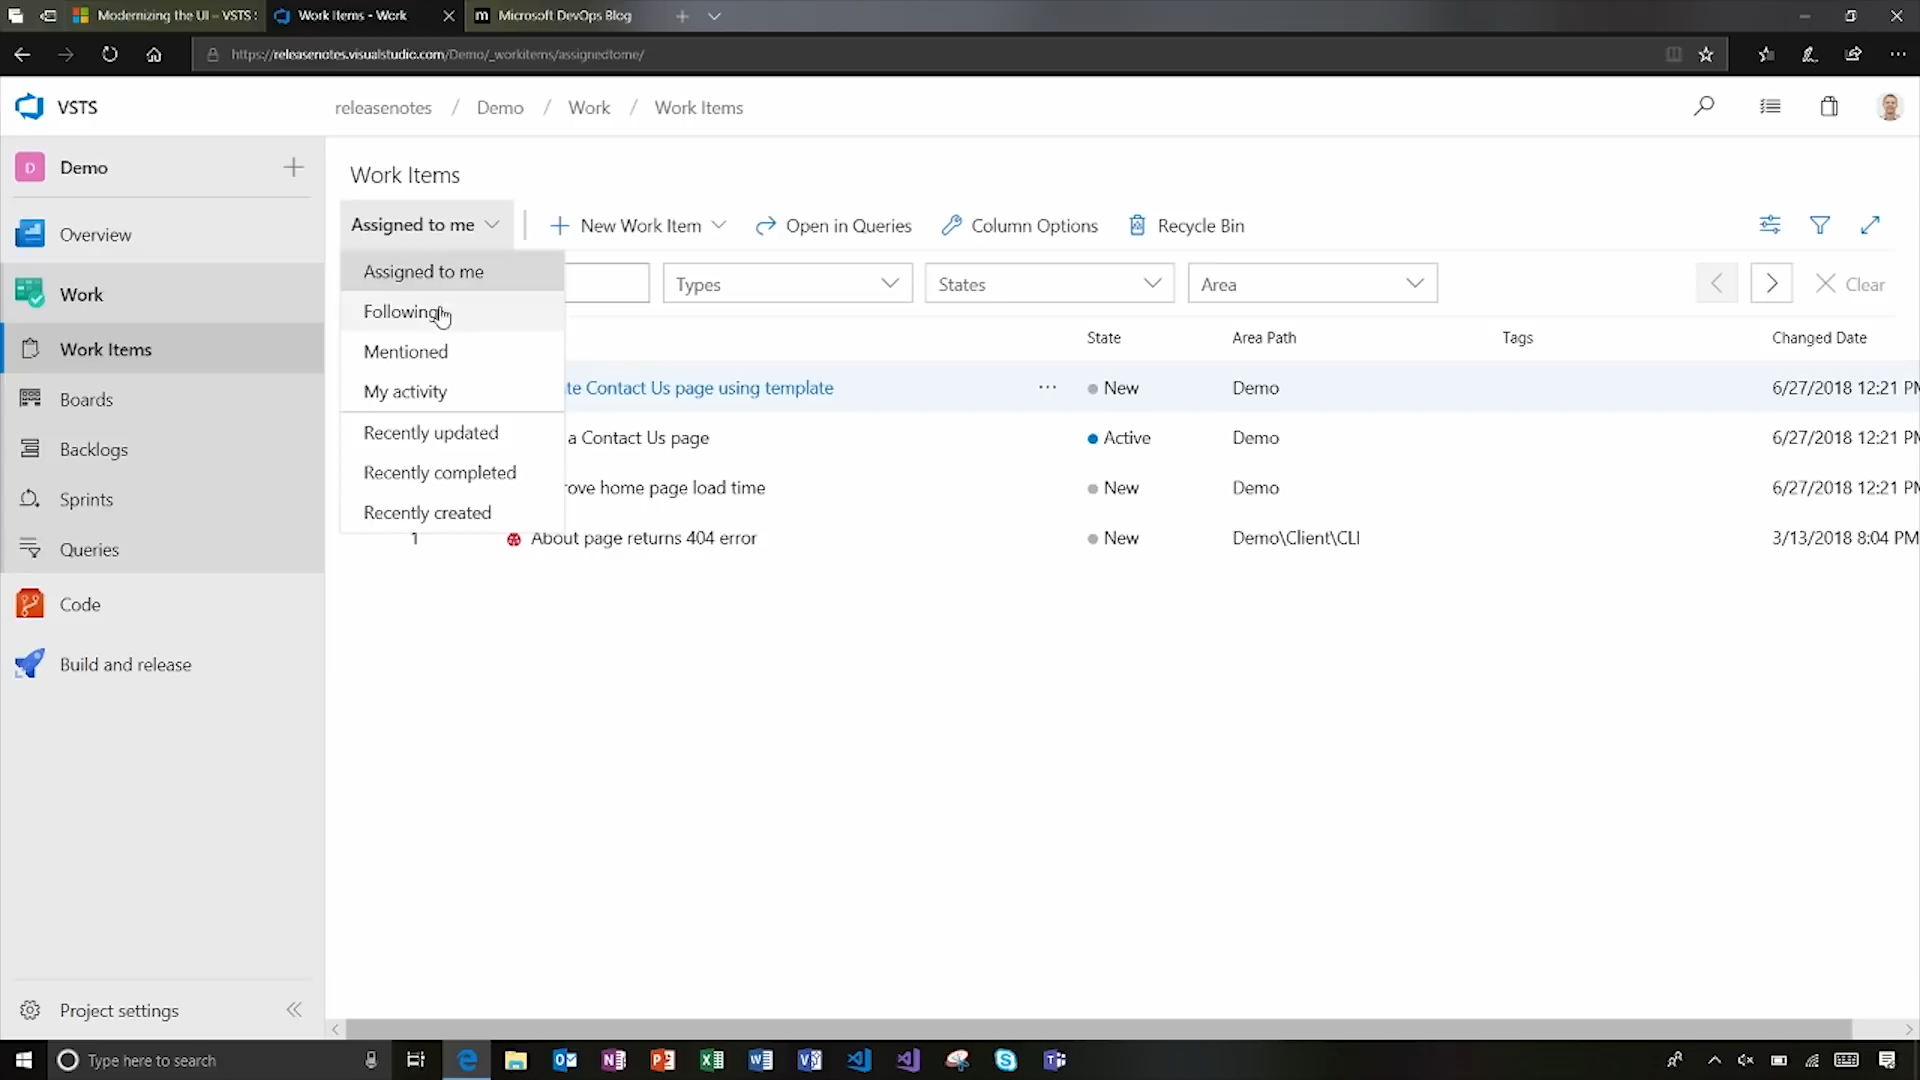 Modernizing the UI – VSTS
Work Items - Work
Microsoft DevOps Blog
https://releasenotes.visualstudio.com/Demo/_workitems/assignedtome/
VSTS
releasenotes / Demo / Work / Work Items
D Demo
Work Items
Overview
Assigned to me
New Work Item
Open in Queries
Column Options
Recycle Bin
Assigned to me
Types
States
Area
Clear
Work
Following
State
Area Path
Tags
Changed Date
Work Items
Mentioned
te Contact Us page using template
New
Demo
6/27/2018 12:21 PM
My activity
Boards
Recently updated
a Contact Us page
Active
Demo
6/27/2018 12:21 PM
Backlogs
Recently completed
rove home page load time
New
Demo
6/27/2018 12:21 PM
Sprints
Recently created
1
About page returns 404 error
New
Demo\Client\CLI
3/13/2018 8:04 PM
Queries
Code
Build and release
Project settings
Type here to search